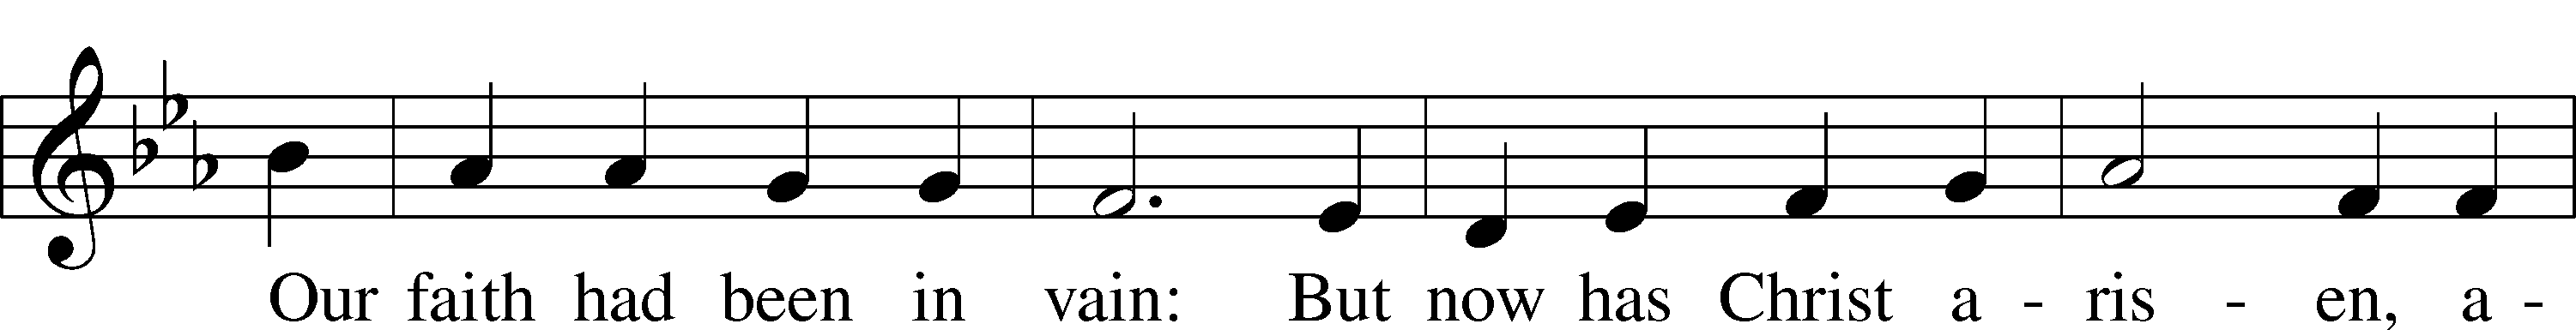 Our faith had been in vain: But now has Christ a - ris - en, a -